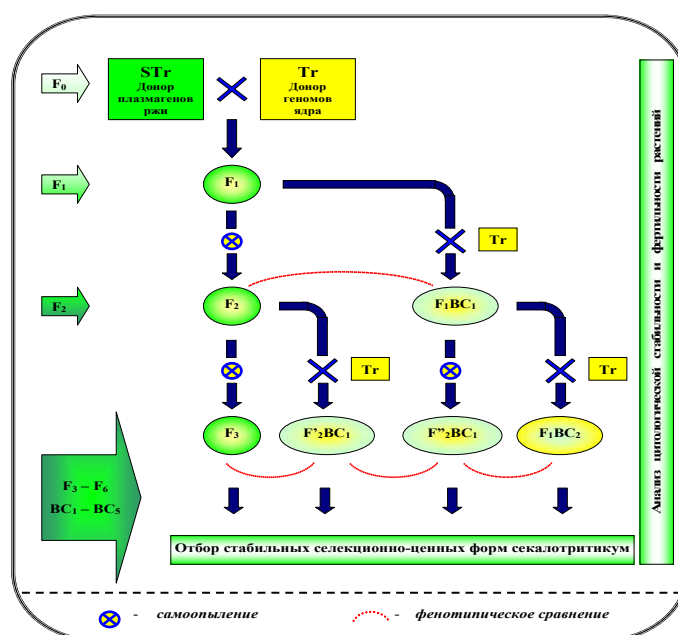 F₀
STr
Донор
плазмагенов
ржи
Tr
Донор
геномов
ядра
F₁
F₁
Tr
F₂
F₂
F₁BC₁
Tr
Tr
F₃
F'₂BC₁
F"₂BC₁
F₁BC₂
F₃ – F₆
BC₁ – BC₅
Отбор стабильных селекционно-ценных форм секалотритикум
Анализ цитологической стабильности и фертильности растений
- самоопыление
- фенотипическое сравнение